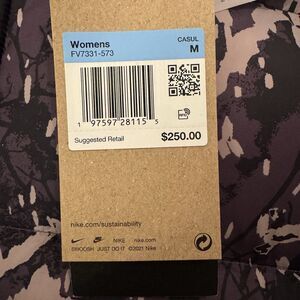 Womens
CASUL
FV7331-573
M
1 97597 28115 5
Suggested Retail
$250.00
nike.com/sustainability
NIKE nike.com
SWOOSH JUST DO IT ©2021 Nike